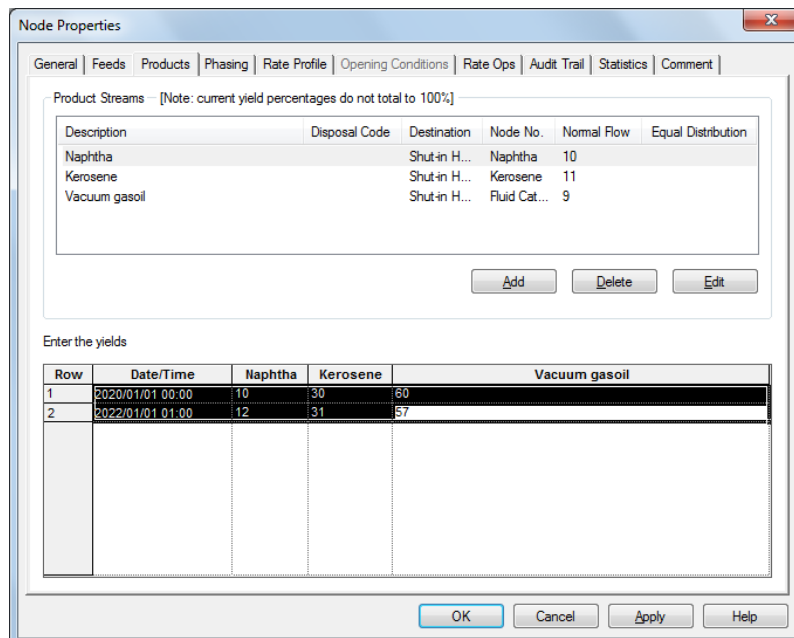 Node Properties
x
General Feeds Products Phasing Rate Profile Opening Conditions Rate Ops Audit Trail Statistics Comment
Product Streams - [Note: current yield percentages do not total to 100%]
Description Disposal Code Destination Node No. Normal Flow Equal Distribution
Naphtha Shut-in H... Naphtha 10
Kerosene Shut-in H... Kerosene 11
Vacuum gasoil Shut-in H... Fluid Cat... 9
Add Delete Edit
Enter the yields
Row Date/Time Naphtha Kerosene Vacuum gasoil
1 2020/01/01 00:00 10 30 60
2 2022/01/01 01:00 12 31 57
OK Cancel Apply Help